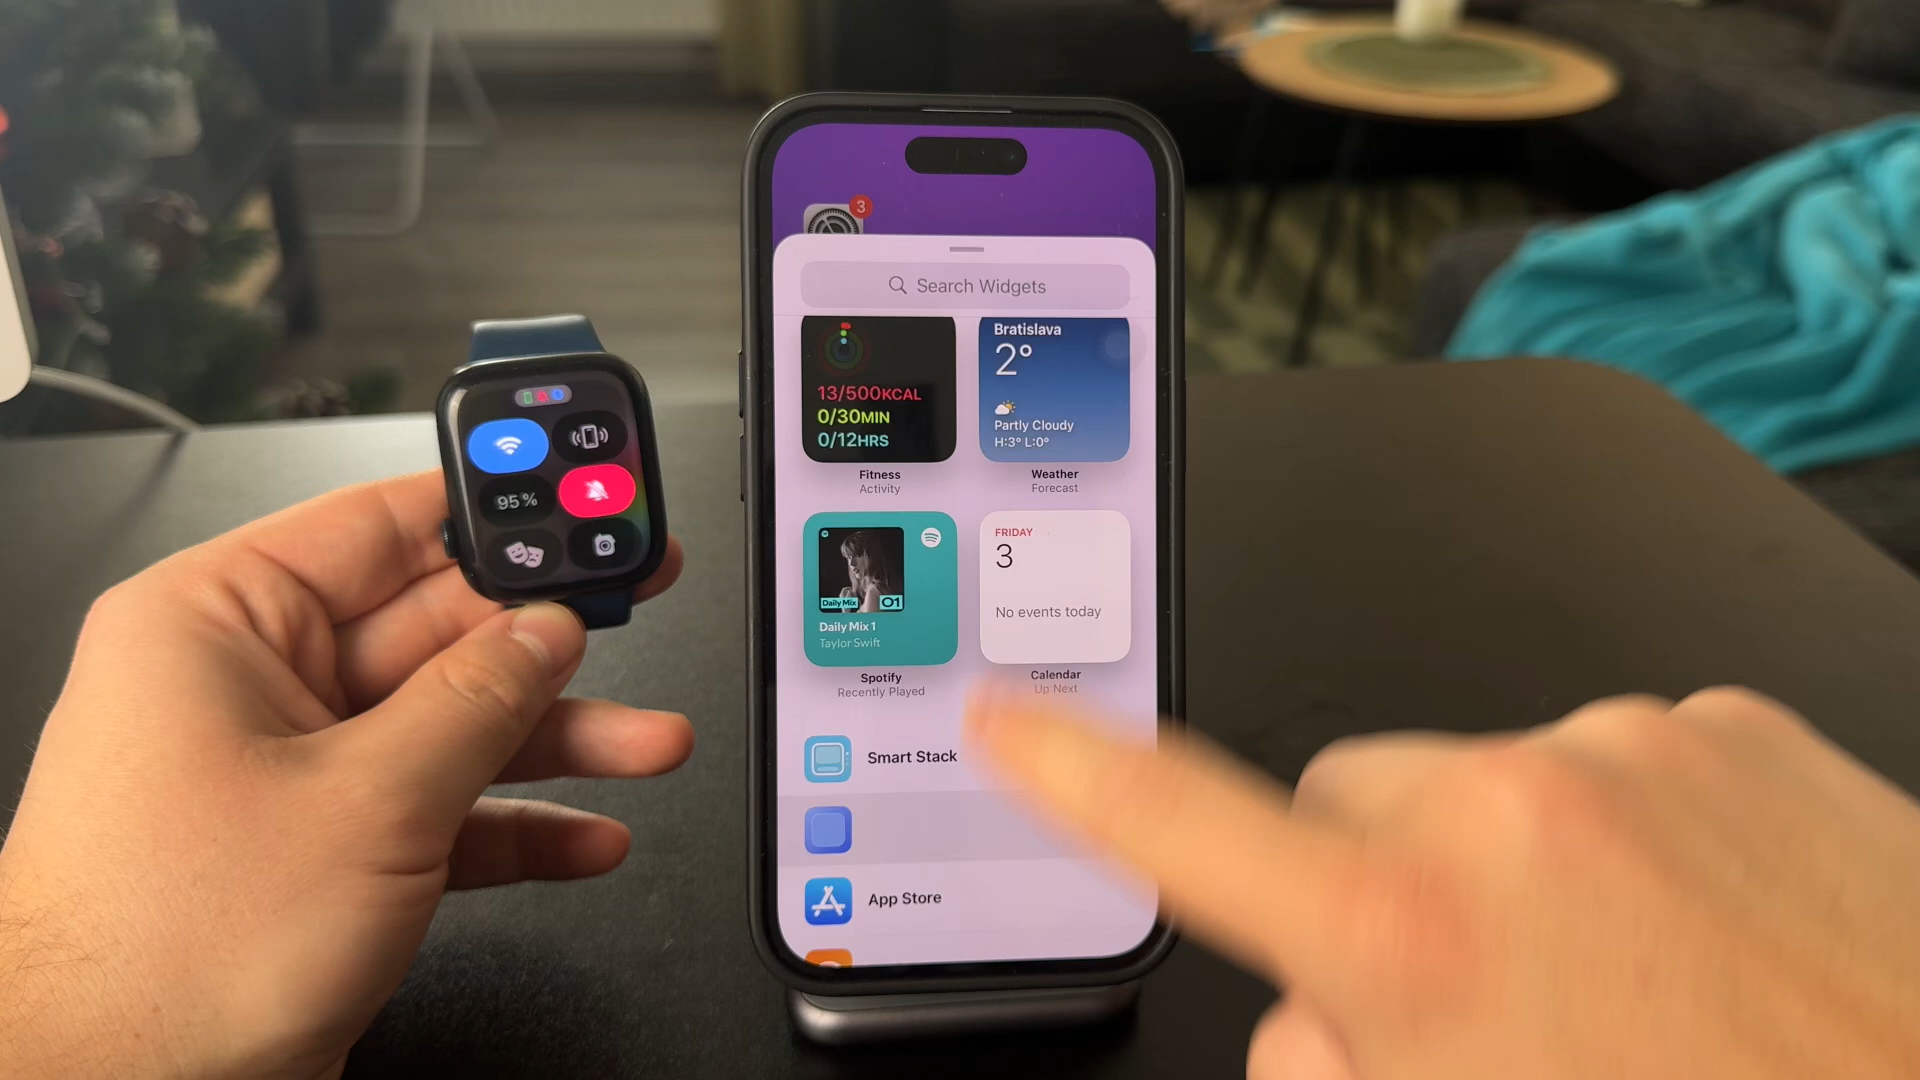 95%
3
Search Widgets
13/500KCAL
0/30MIN
0/12HRS
Fitness
Activity
Bratislava
2°
Partly Cloudy
H:3° L:0°
Weather
Forecast
Daily Mix
01
Daily Mix 1
Taylor Swift
Spotify
Recently Played
FRIDAY
3
No events today
Calendar
Up Next
Smart Stack
App Store